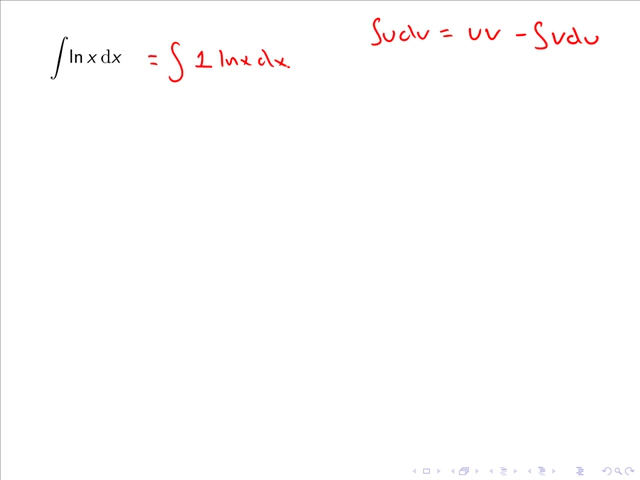 ∫ ln x dx = ∫ 1 lnx dx
∫udv = uv - ∫vdu